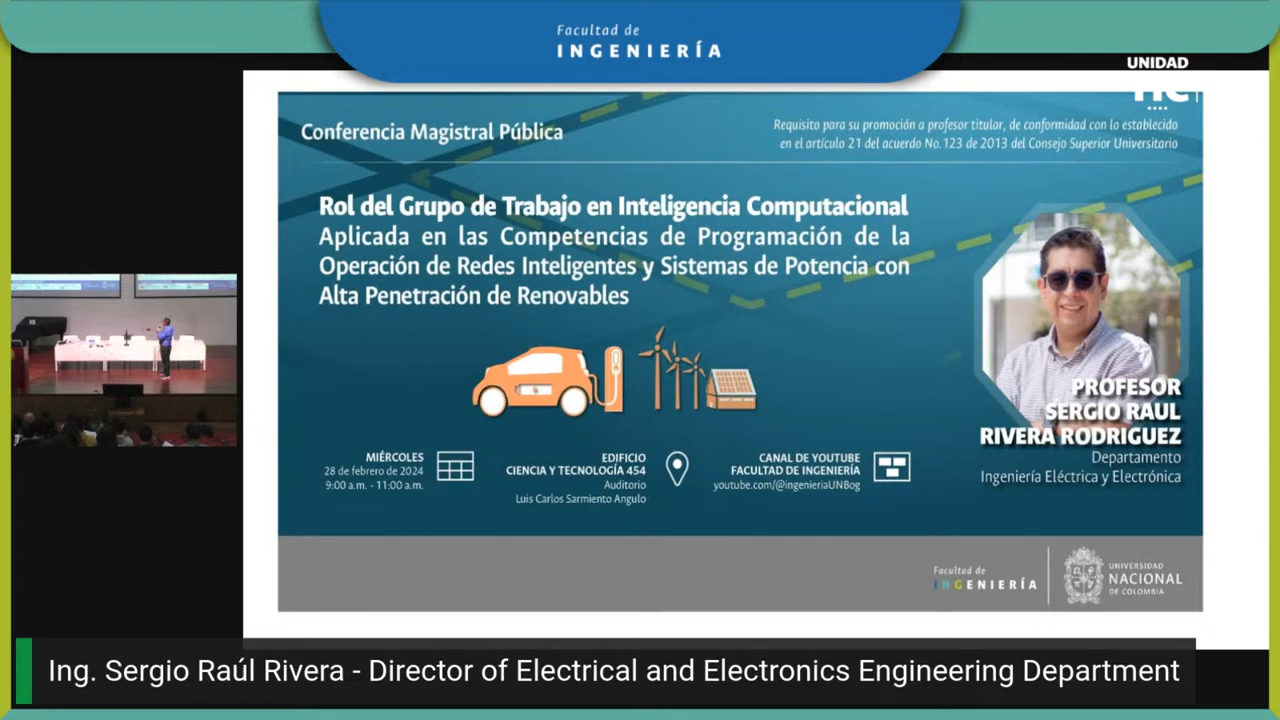 Facultad de
INGENIERÍA
UNIDAD
Conferencia Magistral Pública
Requisito para su promoción a profesor titular, de conformidad con lo establecido
en el artículo 21 del acuerdo No. 123 de 2013 del Consejo Superior Universitario
Rol del Grupo de Trabajo en Inteligencia Computacional
Aplicada en las Competencias de Programación de la
Operación de Redes Inteligentes y Sistemas de Potencia con
Alta Penetración de Renovables
PROFESOR
SERGIO RAUL
RIVERA RODRIGUEZ
Departamento
Ingeniería Eléctrica y Electrónica
MIÉRCOLES
28 de febrero de 2024
9:00 a.m. - 11:00 a.m.
EDIFICIO
CIENCIA Y TECNOLOGÍA 454
Auditorio
Luis Carlos Sarmiento Angulo
CANAL DE YOUTUBE
FACULTAD DE INGENIERÍA
youtube.com/@ingenieriaUNBog
Facultad de
INGENIERÍA
UNIVERSIDAD
NACIONAL
DE COLOMBIA
Ing. Sergio Raúl Rivera - Director of Electrical and Electronics Engineering Department